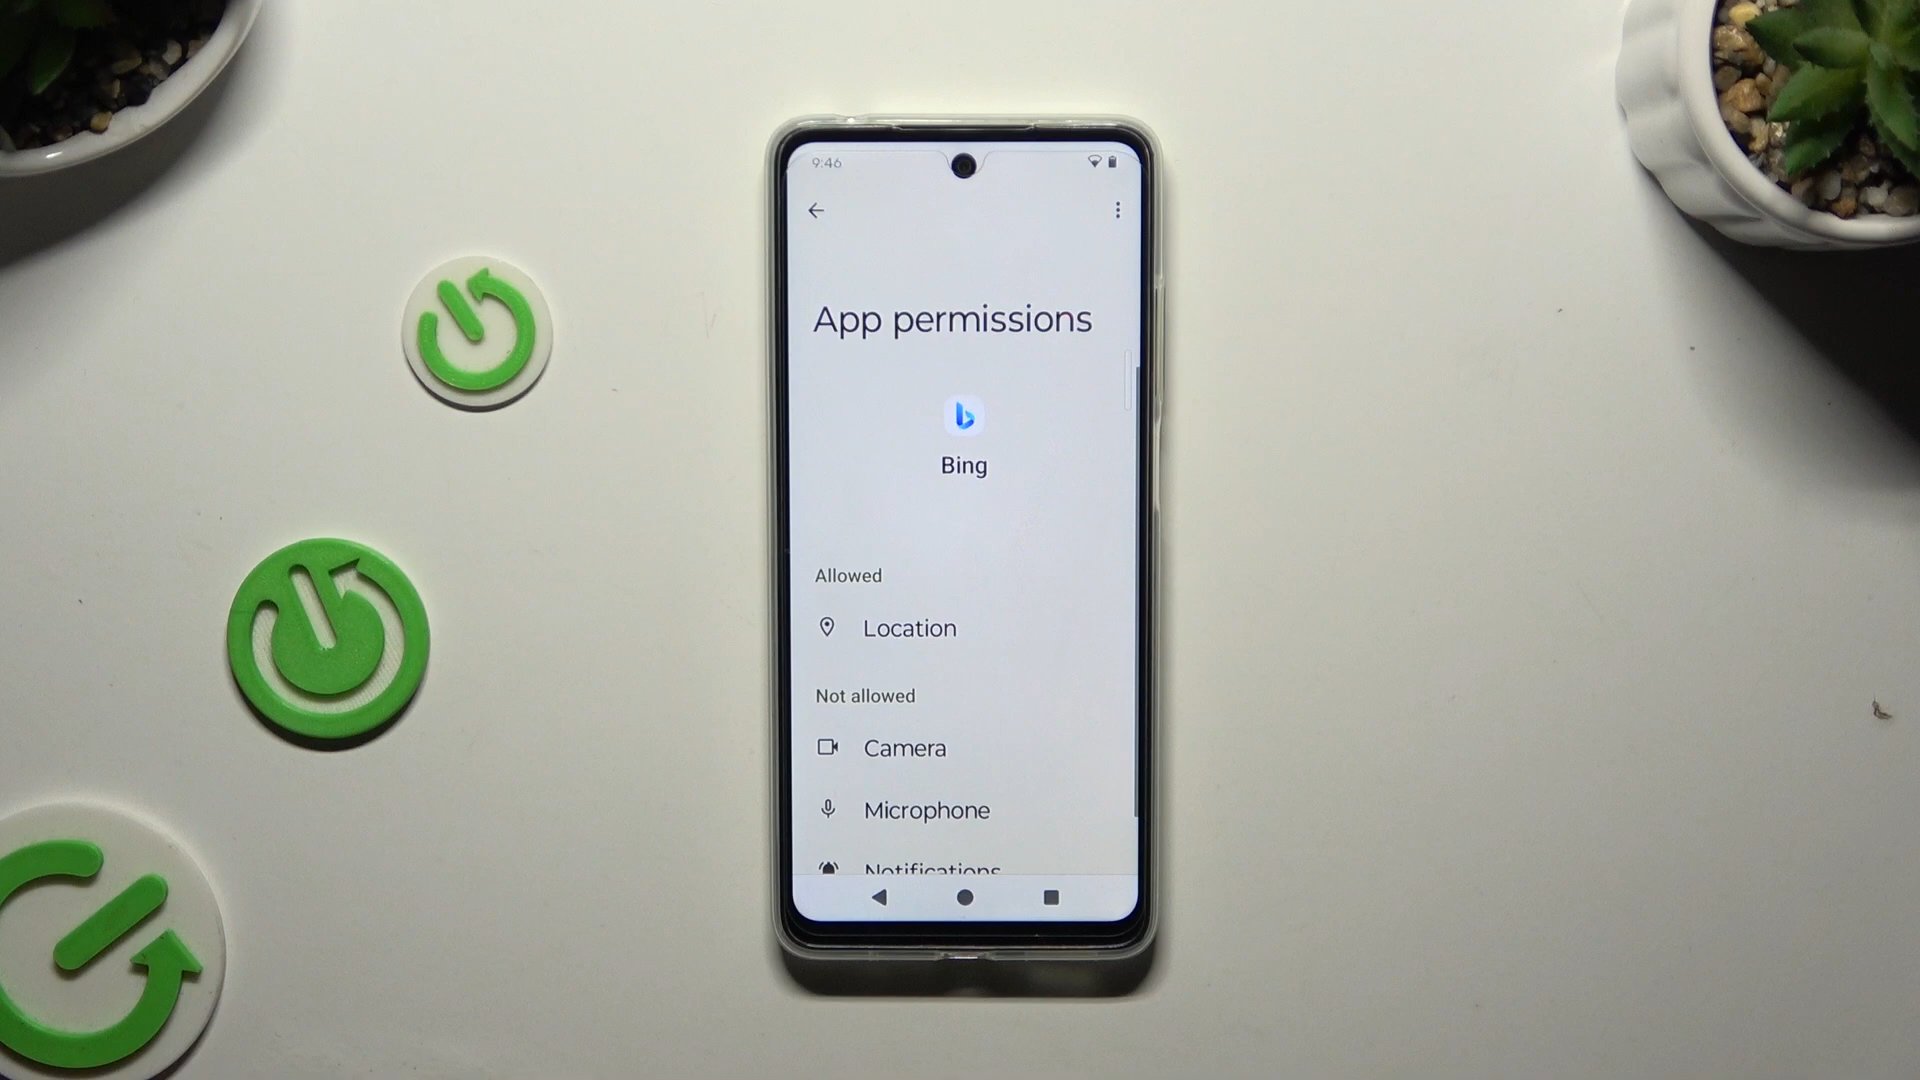 9:46
App permissions
Bing
Allowed
Location
Not allowed
Camera
Microphone
Notifications